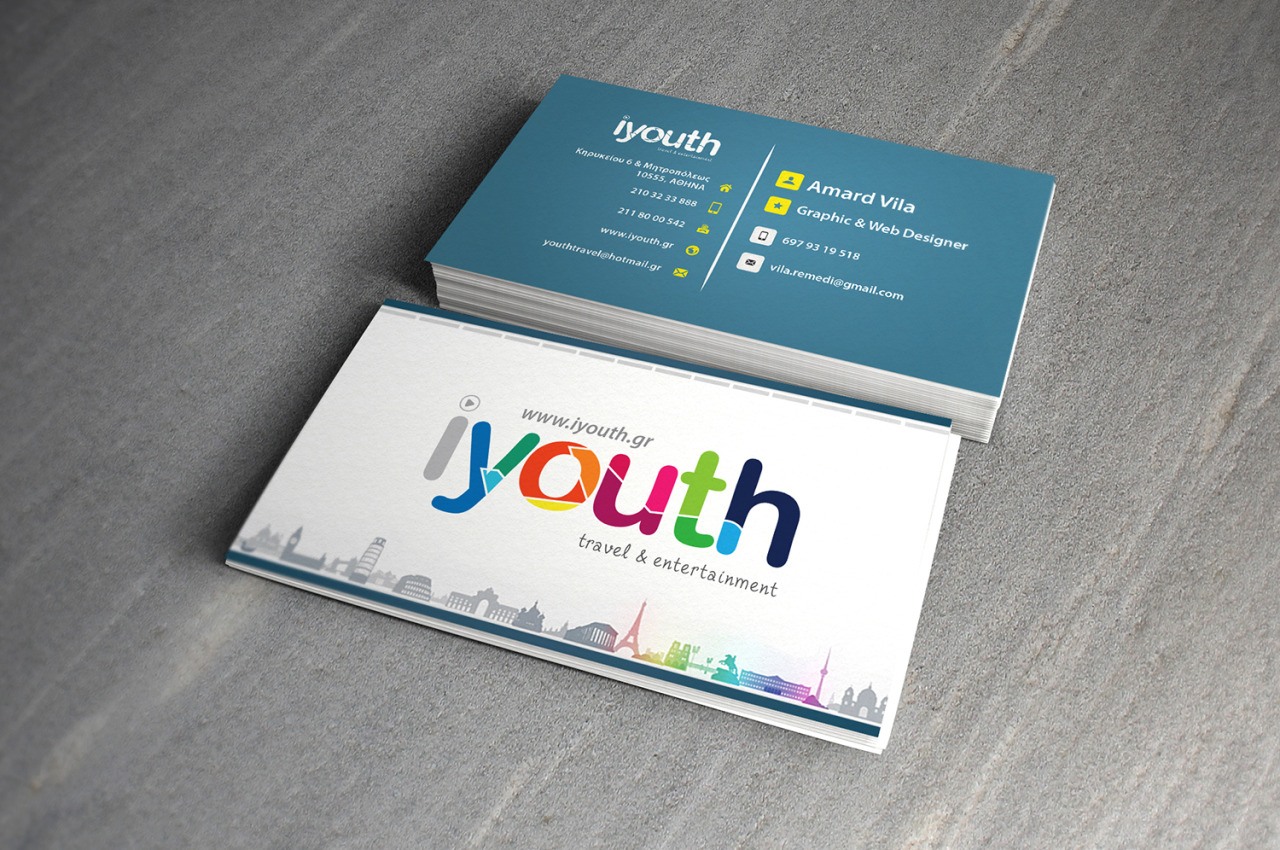 iyouth
travel & entertainment
Κηρυκείου 6 & Μητροπόλεως
10555, ΑΘΗΝΑ
210 32 33 888
211 80 00 542
www.iyouth.gr
youthtravel@hotmail.gr
Amard Vila
Graphic & Web Designer
697 93 19 518
vila.remedi@gmail.com
www.iyouth.gr
iyouth
travel & entertainment